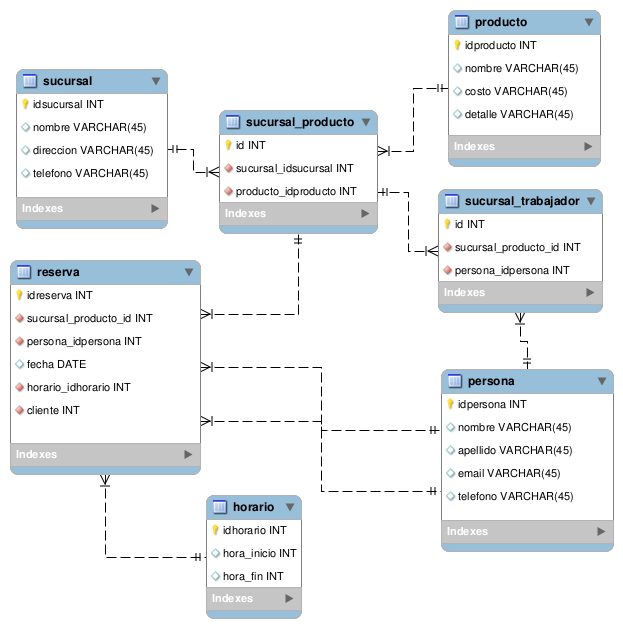 sucursal
idsucursal INT
nombre VARCHAR(45)
direccion VARCHAR(45)
telefono VARCHAR(45)
Indexes
sucursal_producto
id INT
sucursal_idsucursal INT
producto_idproducto INT
Indexes
producto
idproducto INT
nombre VARCHAR(45)
costo VARCHAR(45)
detalle VARCHAR(45)
Indexes
sucursal_trabajador
id INT
sucursal_producto_id INT
persona_idpersona INT
Indexes
reserva
idreserva INT
sucursal_producto_id INT
persona_idpersona INT
fecha DATE
horario_idhorario INT
cliente INT
Indexes
persona
idpersona INT
nombre VARCHAR(45)
apellido VARCHAR(45)
email VARCHAR(45)
telefono VARCHAR(45)
Indexes
horario
idhorario INT
hora_inicio INT
hora_fin INT
Indexes